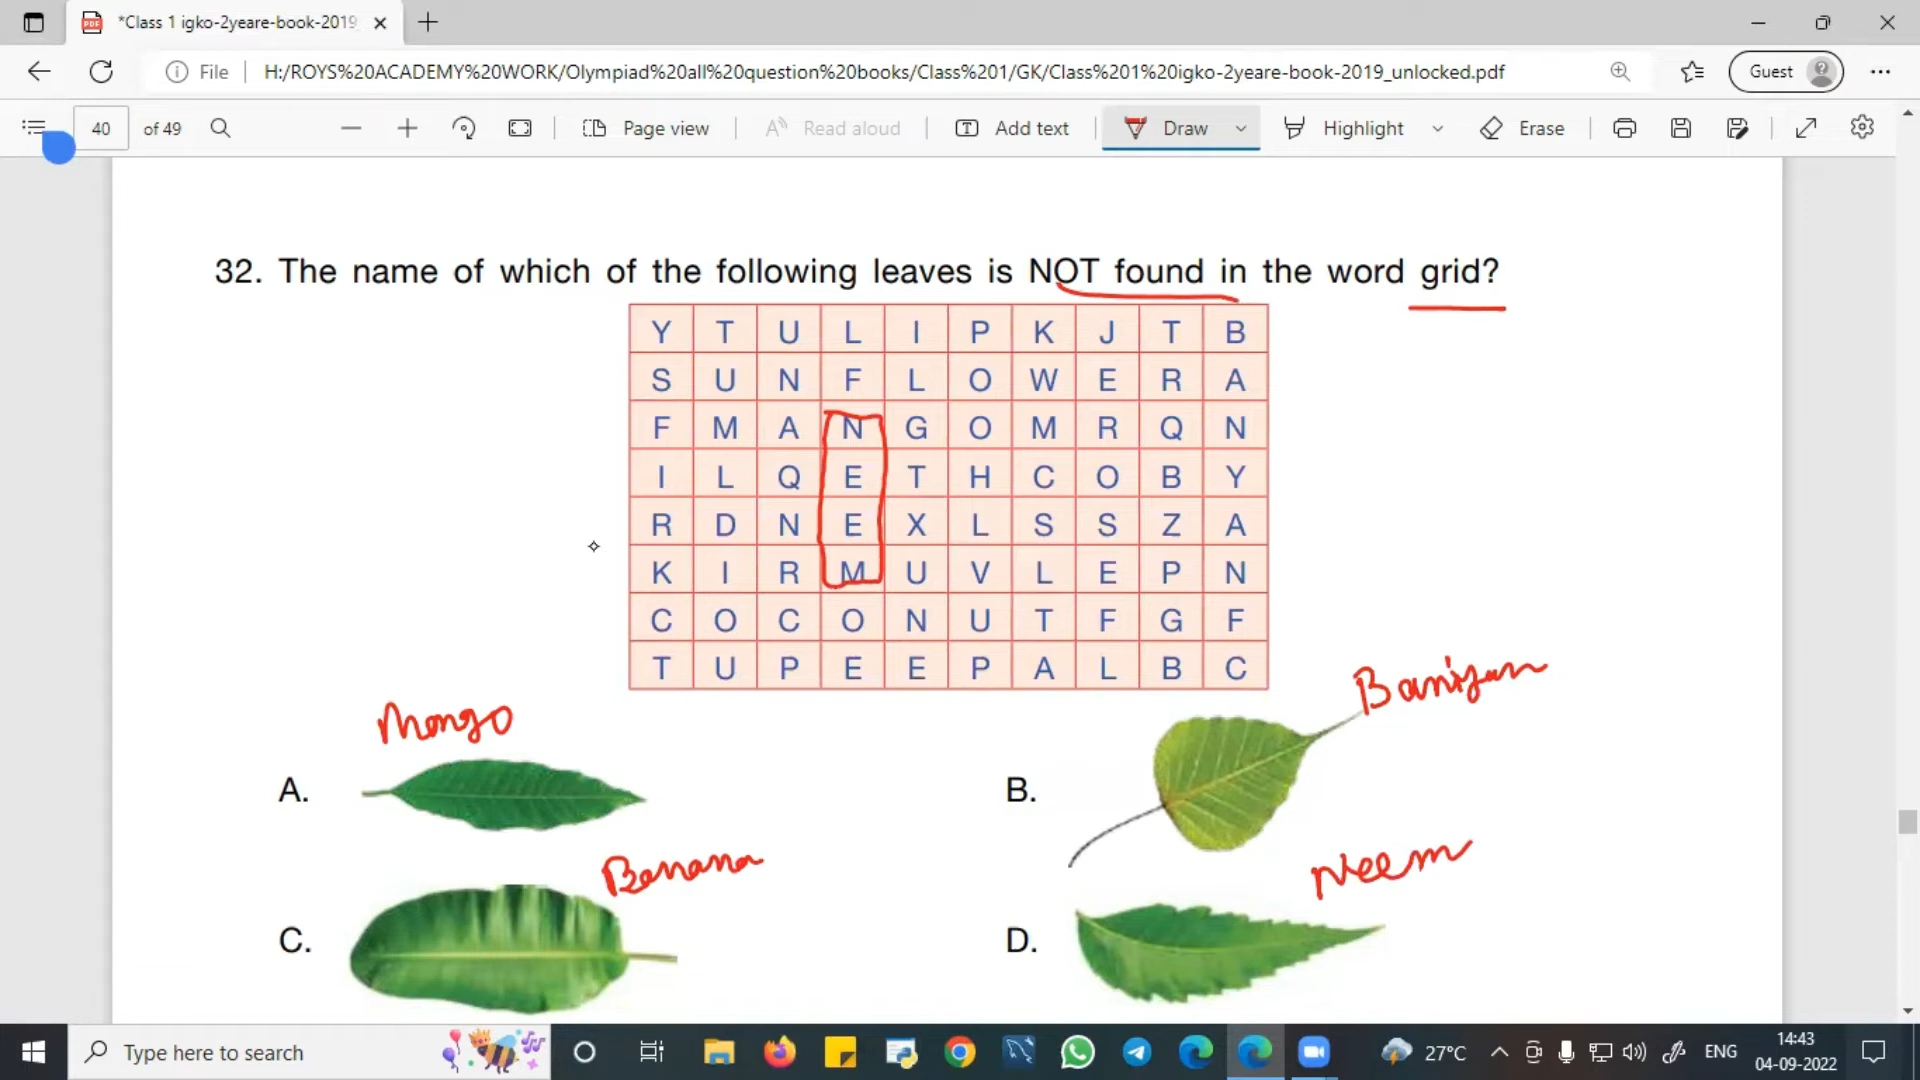 *Class 1 igko-2yeare-book-2019
File H:/ROYS%20ACADEMY%20WORK/Olympiad%20all%20question%20books/Class%201/GK/Class%201%20igko-2yeare-book-2019_unlocked.pdf Guest
40 of 49 Page view Read aloud Add text Draw Highlight Erase
32. The name of which of the following leaves is NOT found in the word grid?
Y T U L I P K J T B
S U N F L O W E R A
F M A N G O M R Q N
I L Q E T H C O B Y
R D N E X L S S Z A
K I R M U V L E P N
C O C O N U T F G F
T U P E E P A L B C
Mango
Baniyan
A.
B.
Banana
Neem
C.
D.
Type here to search
27°C ENG 14:43
04-09-2022